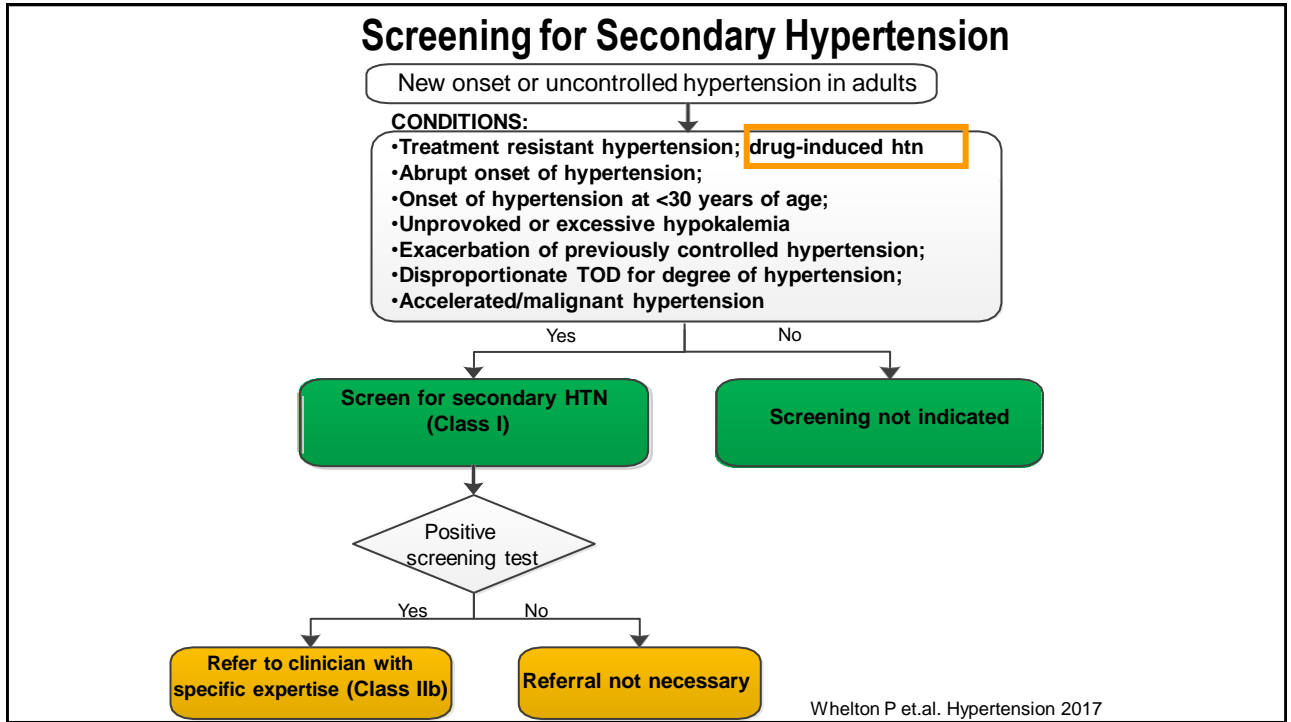 Screening for Secondary Hypertension
New onset or uncontrolled hypertension in adults
CONDITIONS:
•Treatment resistant hypertension; drug-induced htn
•Abrupt onset of hypertension;
•Onset of hypertension at <30 years of age;
•Unprovoked or excessive hypokalemia
•Exacerbation of previously controlled hypertension;
•Disproportionate TOD for degree of hypertension;
•Accelerated/malignant hypertension
Yes No
Screen for secondary HTN
(Class I)
Screening not indicated
Positive
screening test
Yes No
Refer to clinician with
specific expertise (Class IIb)
Referral not necessary
Whelton P et.al. Hypertension 2017